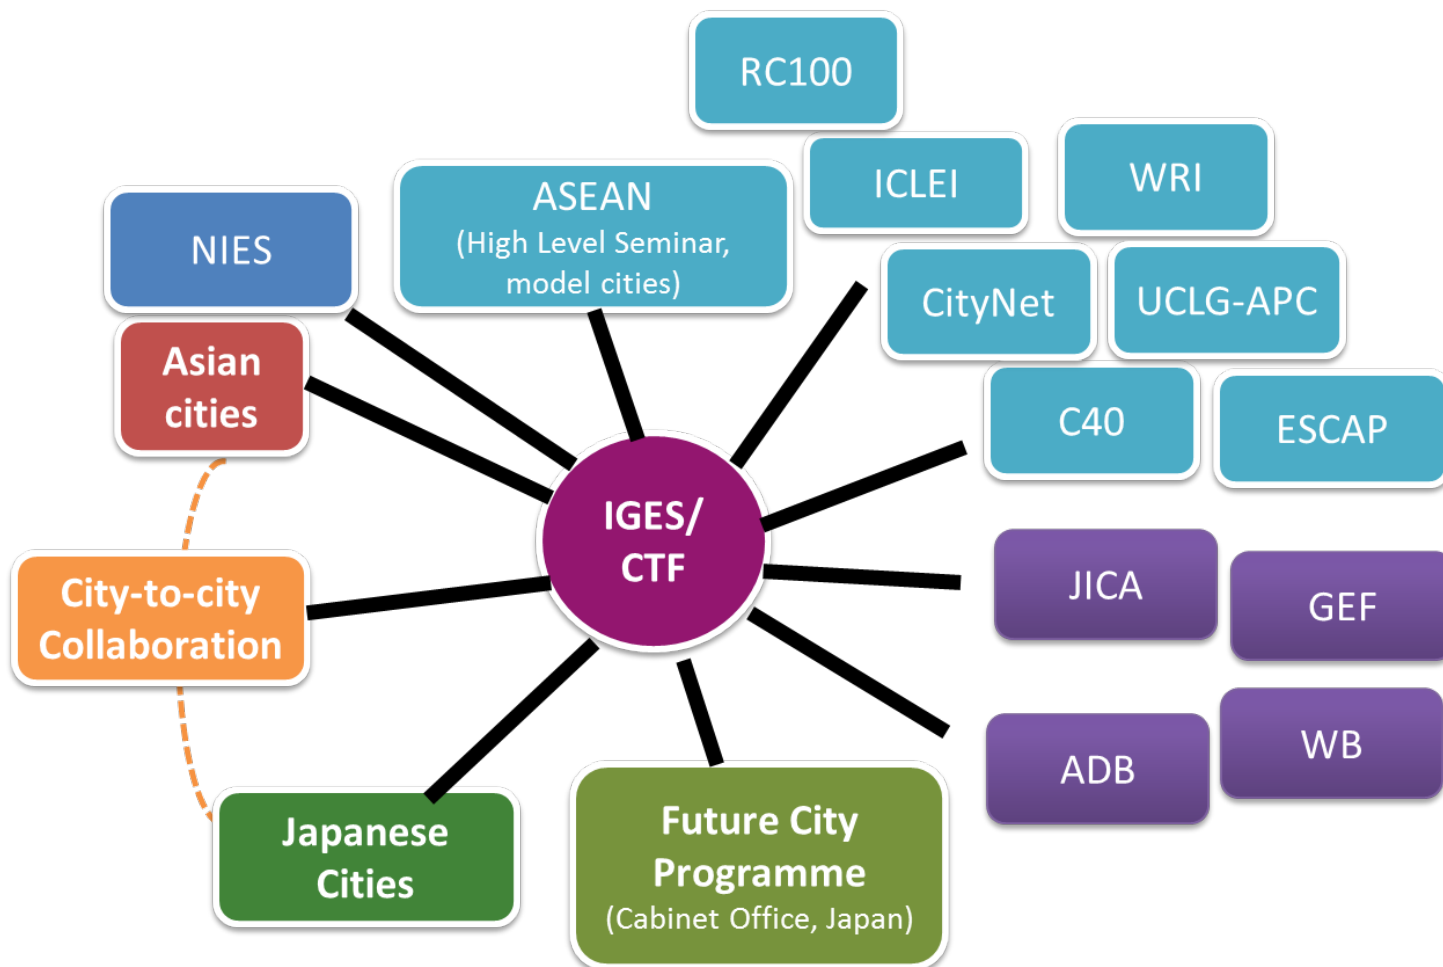 RC100
ICLEI
WRI
ASEAN
(High Level Seminar,
model cities)
NIES
CityNet
UCLG-APC
Asian
cities
C40
ESCAP
IGES/
CTF
City-to-city
Collaboration
JICA
GEF
ADB
WB
Japanese
Cities
Future City
Programme
(Cabinet Office, Japan)